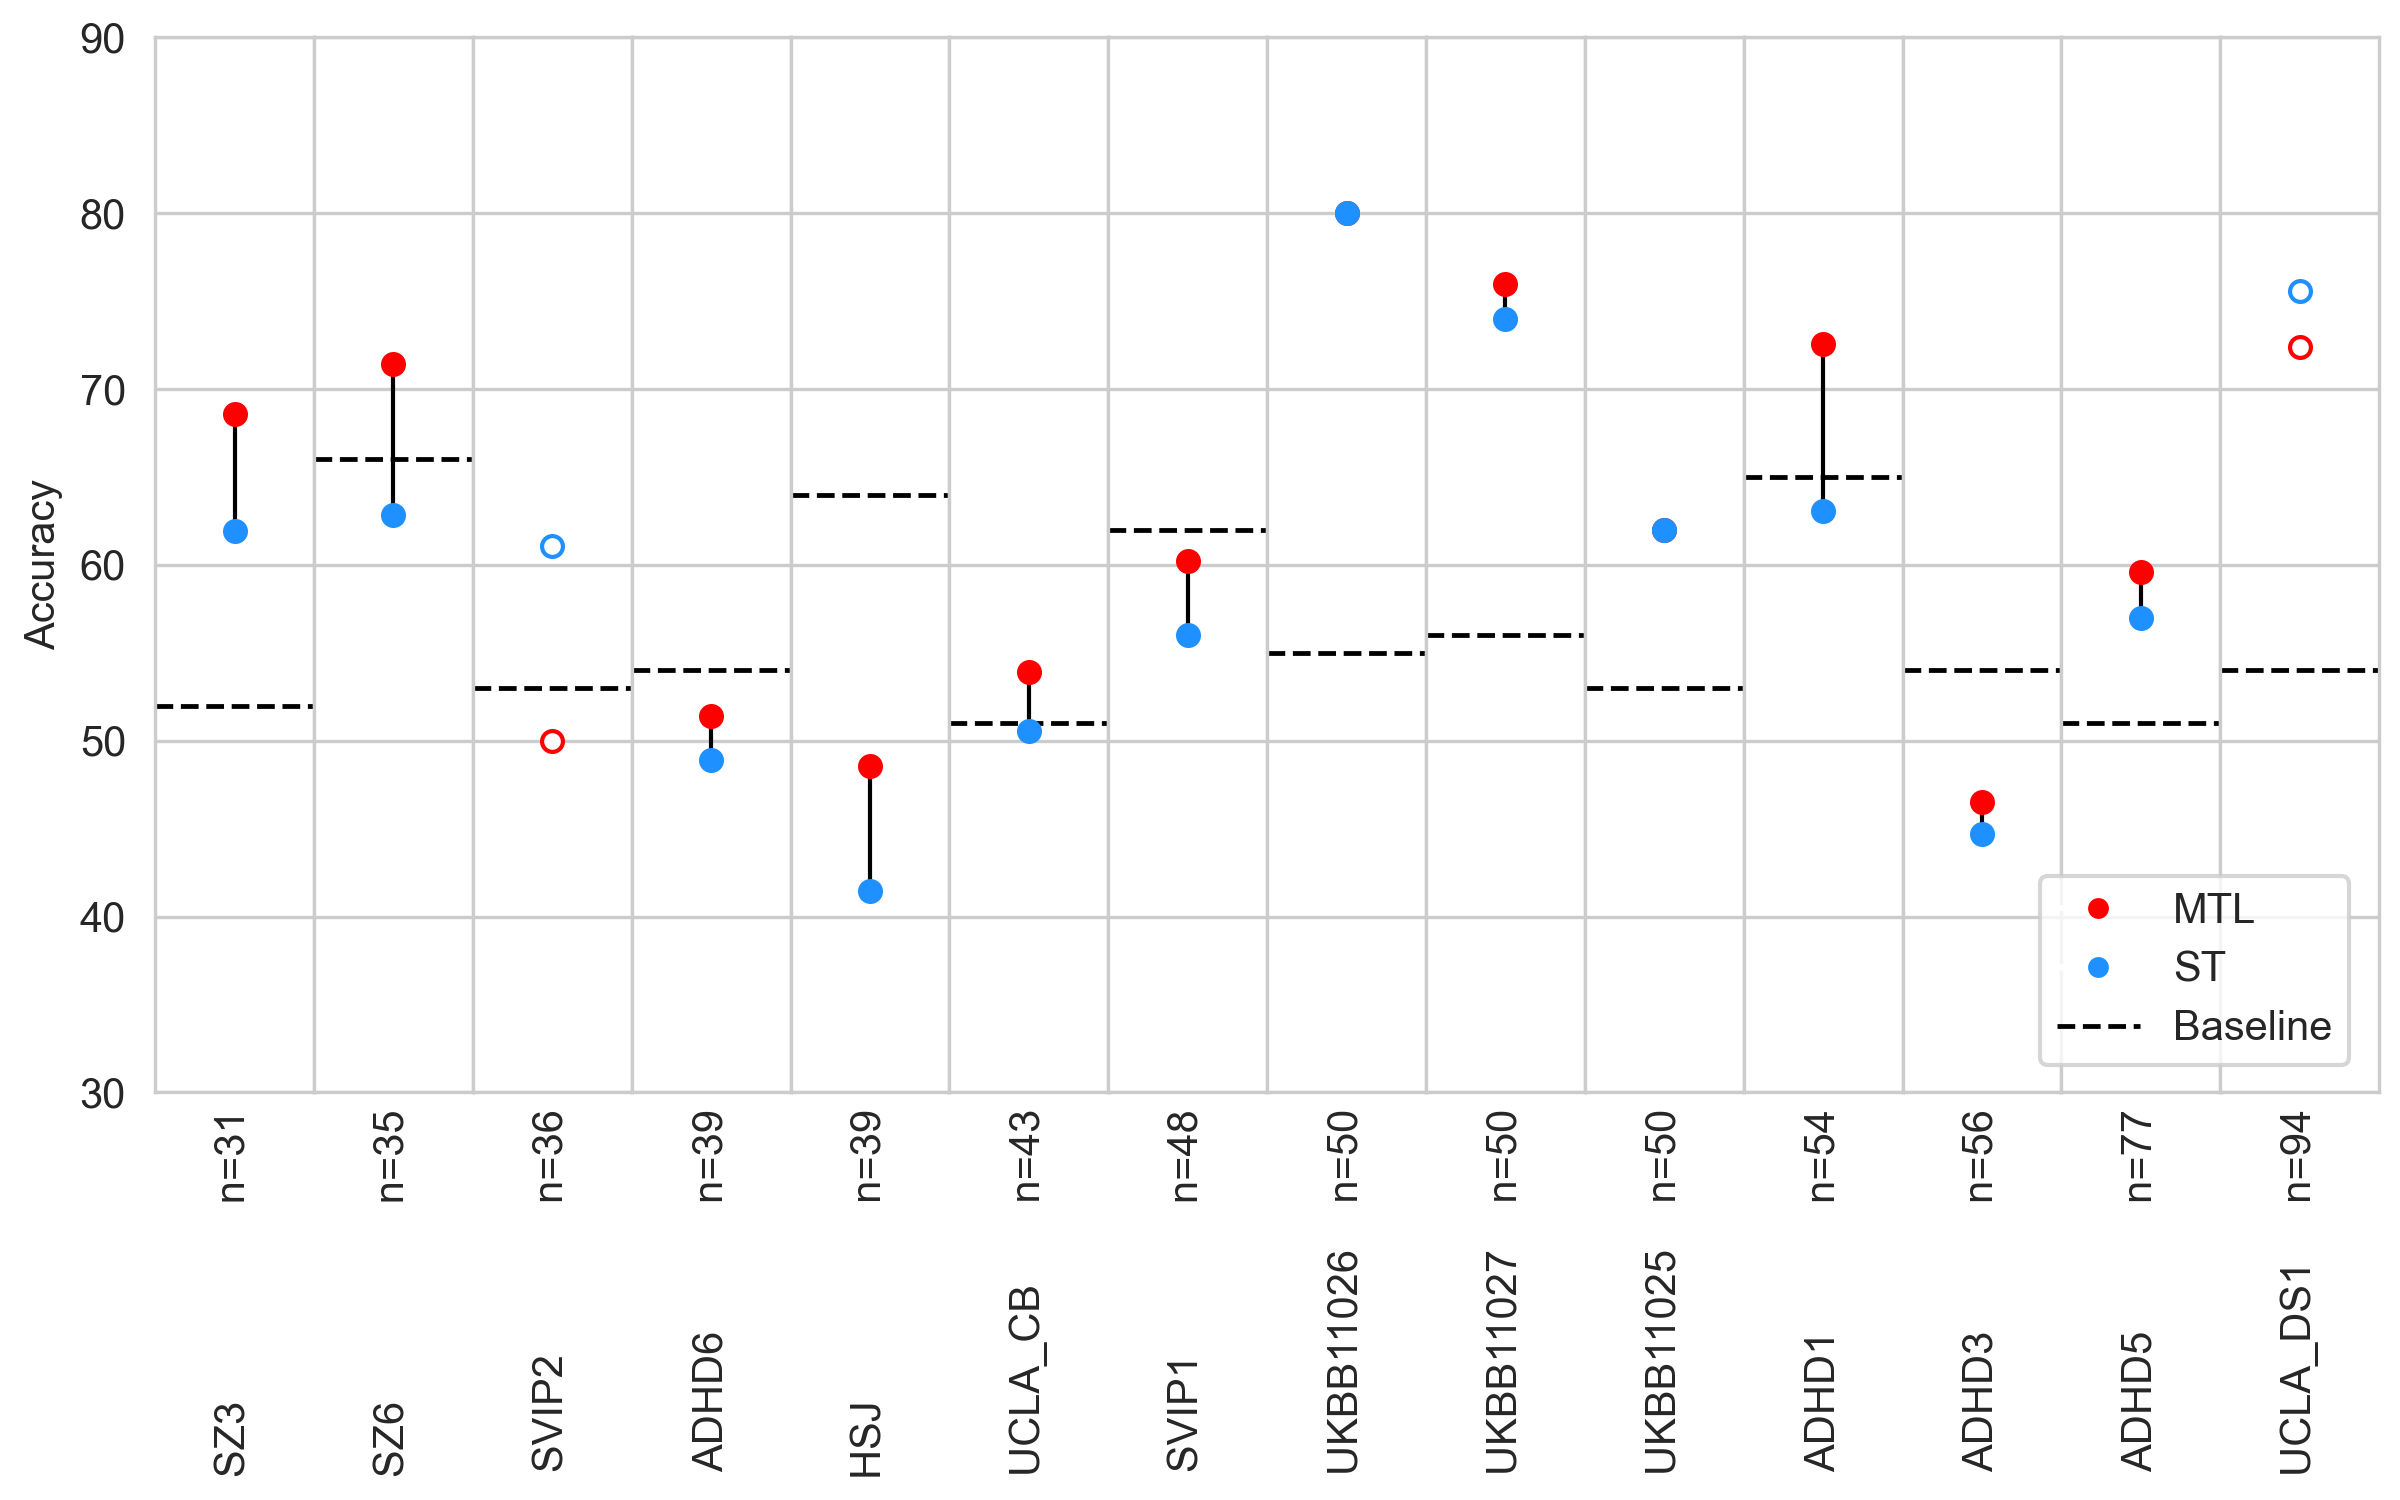 90
80
70
60
50
40
30
Accuracy
MTL
ST
Baseline
n=31
n=35
n=36
n=39
n=39
n=43
n=48
n=50
n=50
n=50
n=54
n=56
n=77
n=94
SZ3
SZ6
SVIP2
ADHD6
HSJ
UCLA_CB
SVIP1
UKBB11026
UKBB11027
UKBB11025
ADHD1
ADHD3
ADHD5
UCLA_DS1